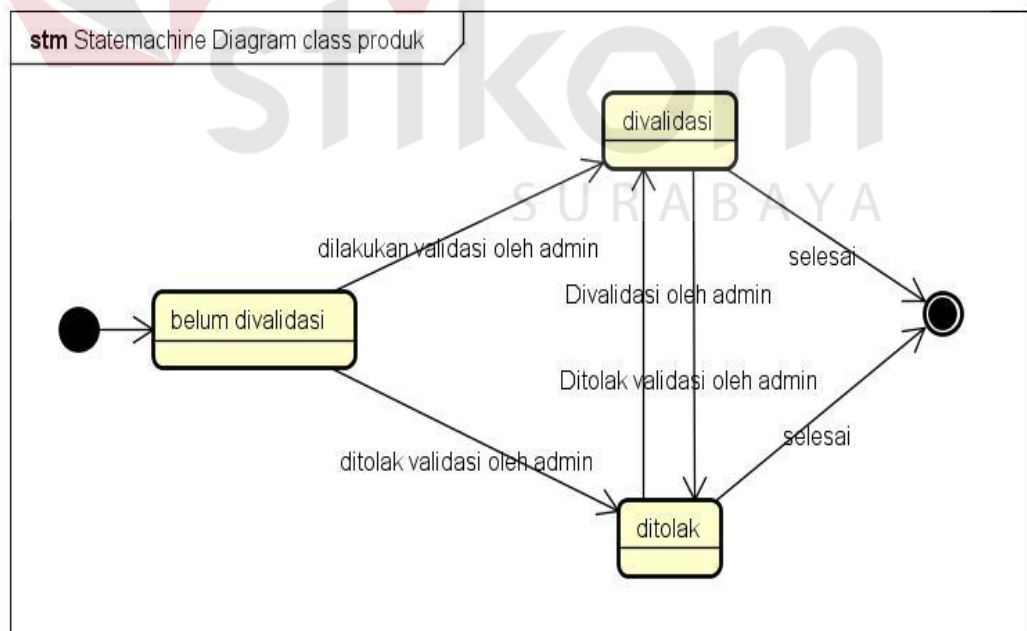 stm Statemachine Diagram class produk
stikom
SURABAYA
divalidasi
dilakukan validasi oleh admin
selesai
Divalidasi oleh admin
belum divalidasi
Ditolak validasi oleh admin
selesai
ditolak validasi oleh admin
ditolak